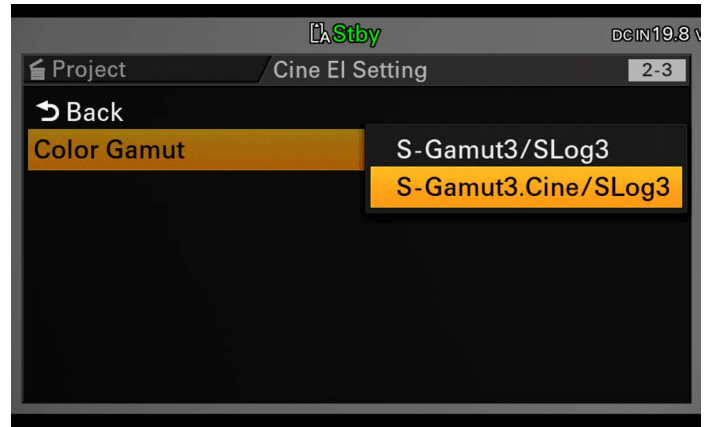 A Stby DC IN 19.8 V
Project Cine EI Setting 2-3
Back
Color Gamut S-Gamut3/SLog3
S-Gamut3.Cine/SLog3